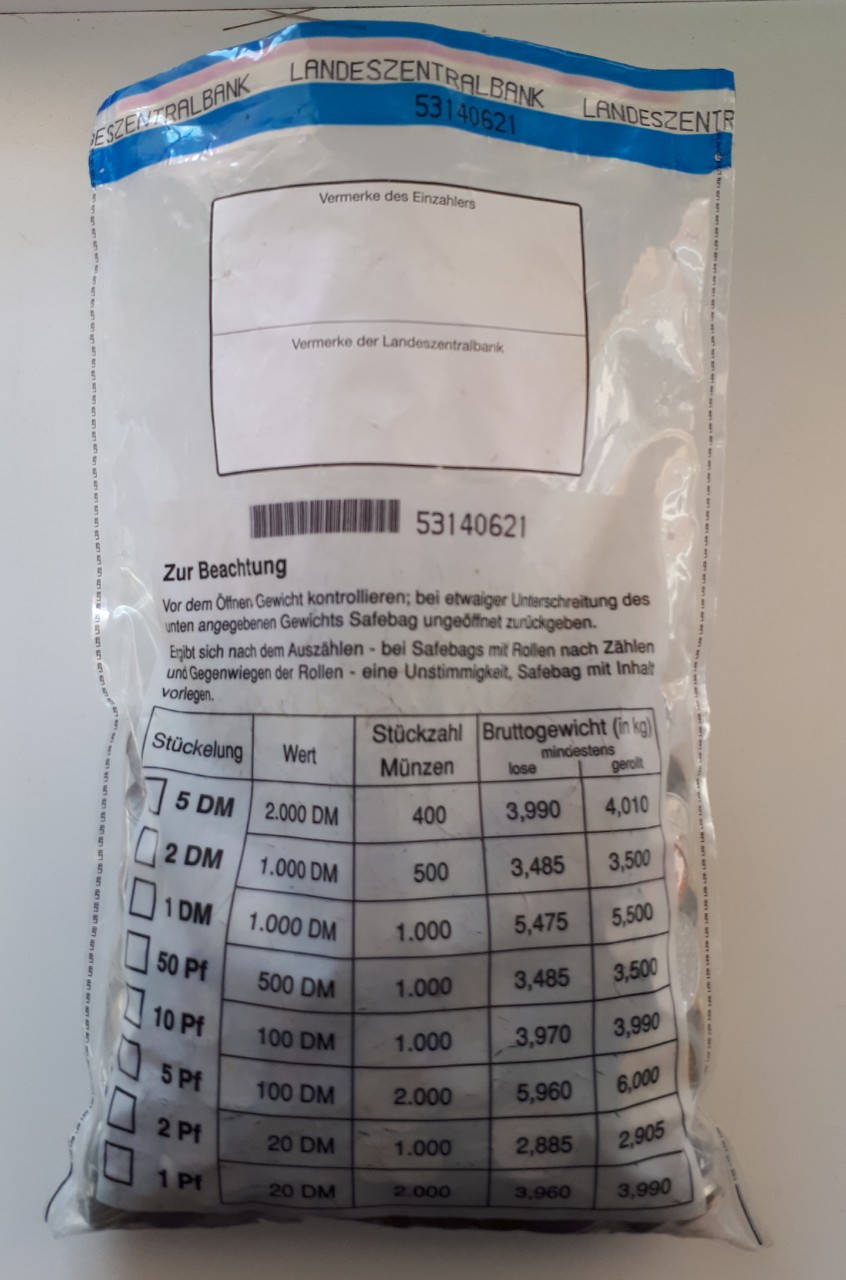 ESZENTRALBANK LANDESZENTRALBANK LANDESZENTR
53140621
Vermerke des Einzahlers
Vermerke der Landeszentralbank
53140621
Zur Beachtung
Vor dem Öffnen Gewicht kontrollieren; bei etwaiger Unterschreitung des
unten angegebenen Gewichts Safebag ungeöffnet zurückgeben.
Ergibt sich nach dem Auszählen - bei Safebags mit Rollen nach Zählen
und Gegenwiegen der Rollen - eine Unstimmigkeit, Safebag mit Inhalt
vorlegen.
Stückelung Wert Stückzahl Münzen Bruttogewicht (in kg)
mindestens
lose gerollt
5 DM 2.000 DM 400 3,990 4,010
2 DM 1.000 DM 500 3,485 3,500
1 DM 1.000 DM 1.000 5,475 5,500
50 Pf 500 DM 1.000 3,485 3,500
10 Pf 100 DM 1.000 3,970 3,990
5 Pf 100 DM 2.000 5,960 6,000
2 Pf 20 DM 1.000 2,885 2,905
1 Pf 20 DM 2.000 3,960 3,990